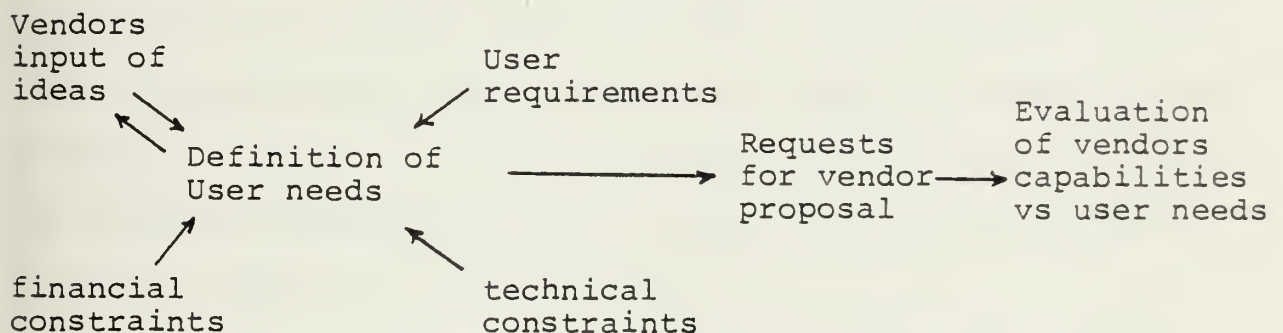 Vendors
input of
ideas
User
requirements
Definition of
User needs
Requests
for vendor
proposal
Evaluation
of vendors
capabilities
vs user needs
financial
constraints
technical
constraints